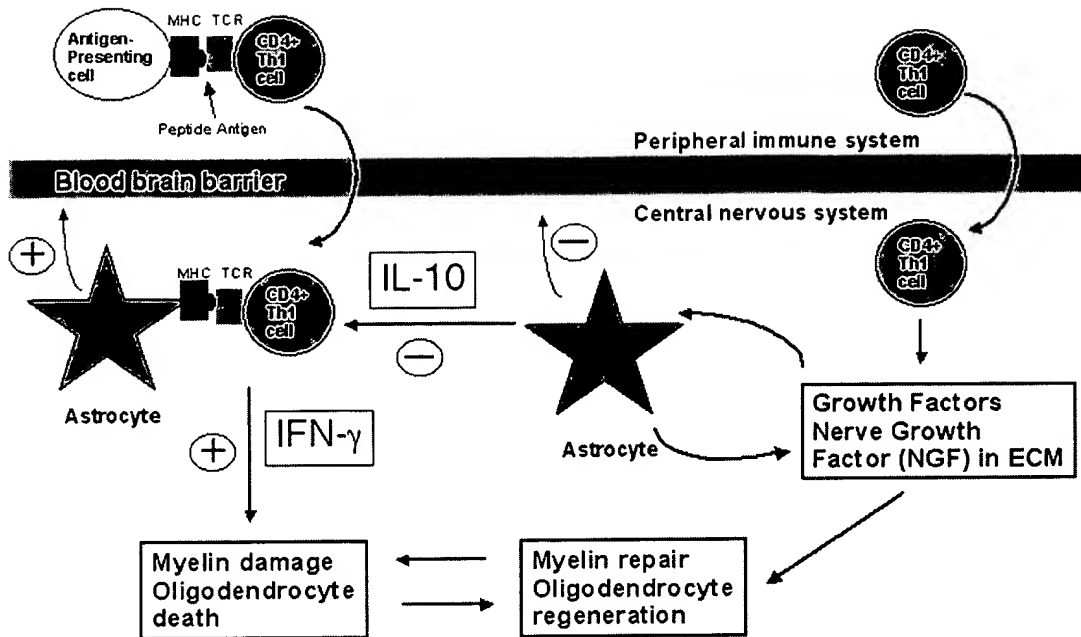 MHC TCR
Antigen-
Presenting
cell
CD4+
Th1
cell
Peptide Antigen
CD4+
Th1
cell
Peripheral immune system
Blood brain barrier
Central nervous system
+
MHC TCR
CD4+
Th1
cell
IL-10
−
−
CD4+
Th1
cell
Astrocyte
IFN-γ
+
Astrocyte
Growth Factors
Nerve Growth
Factor (NGF) in ECM
Myelin damage
Oligodendrocyte
death
Myelin repair
Oligodendrocyte
regeneration